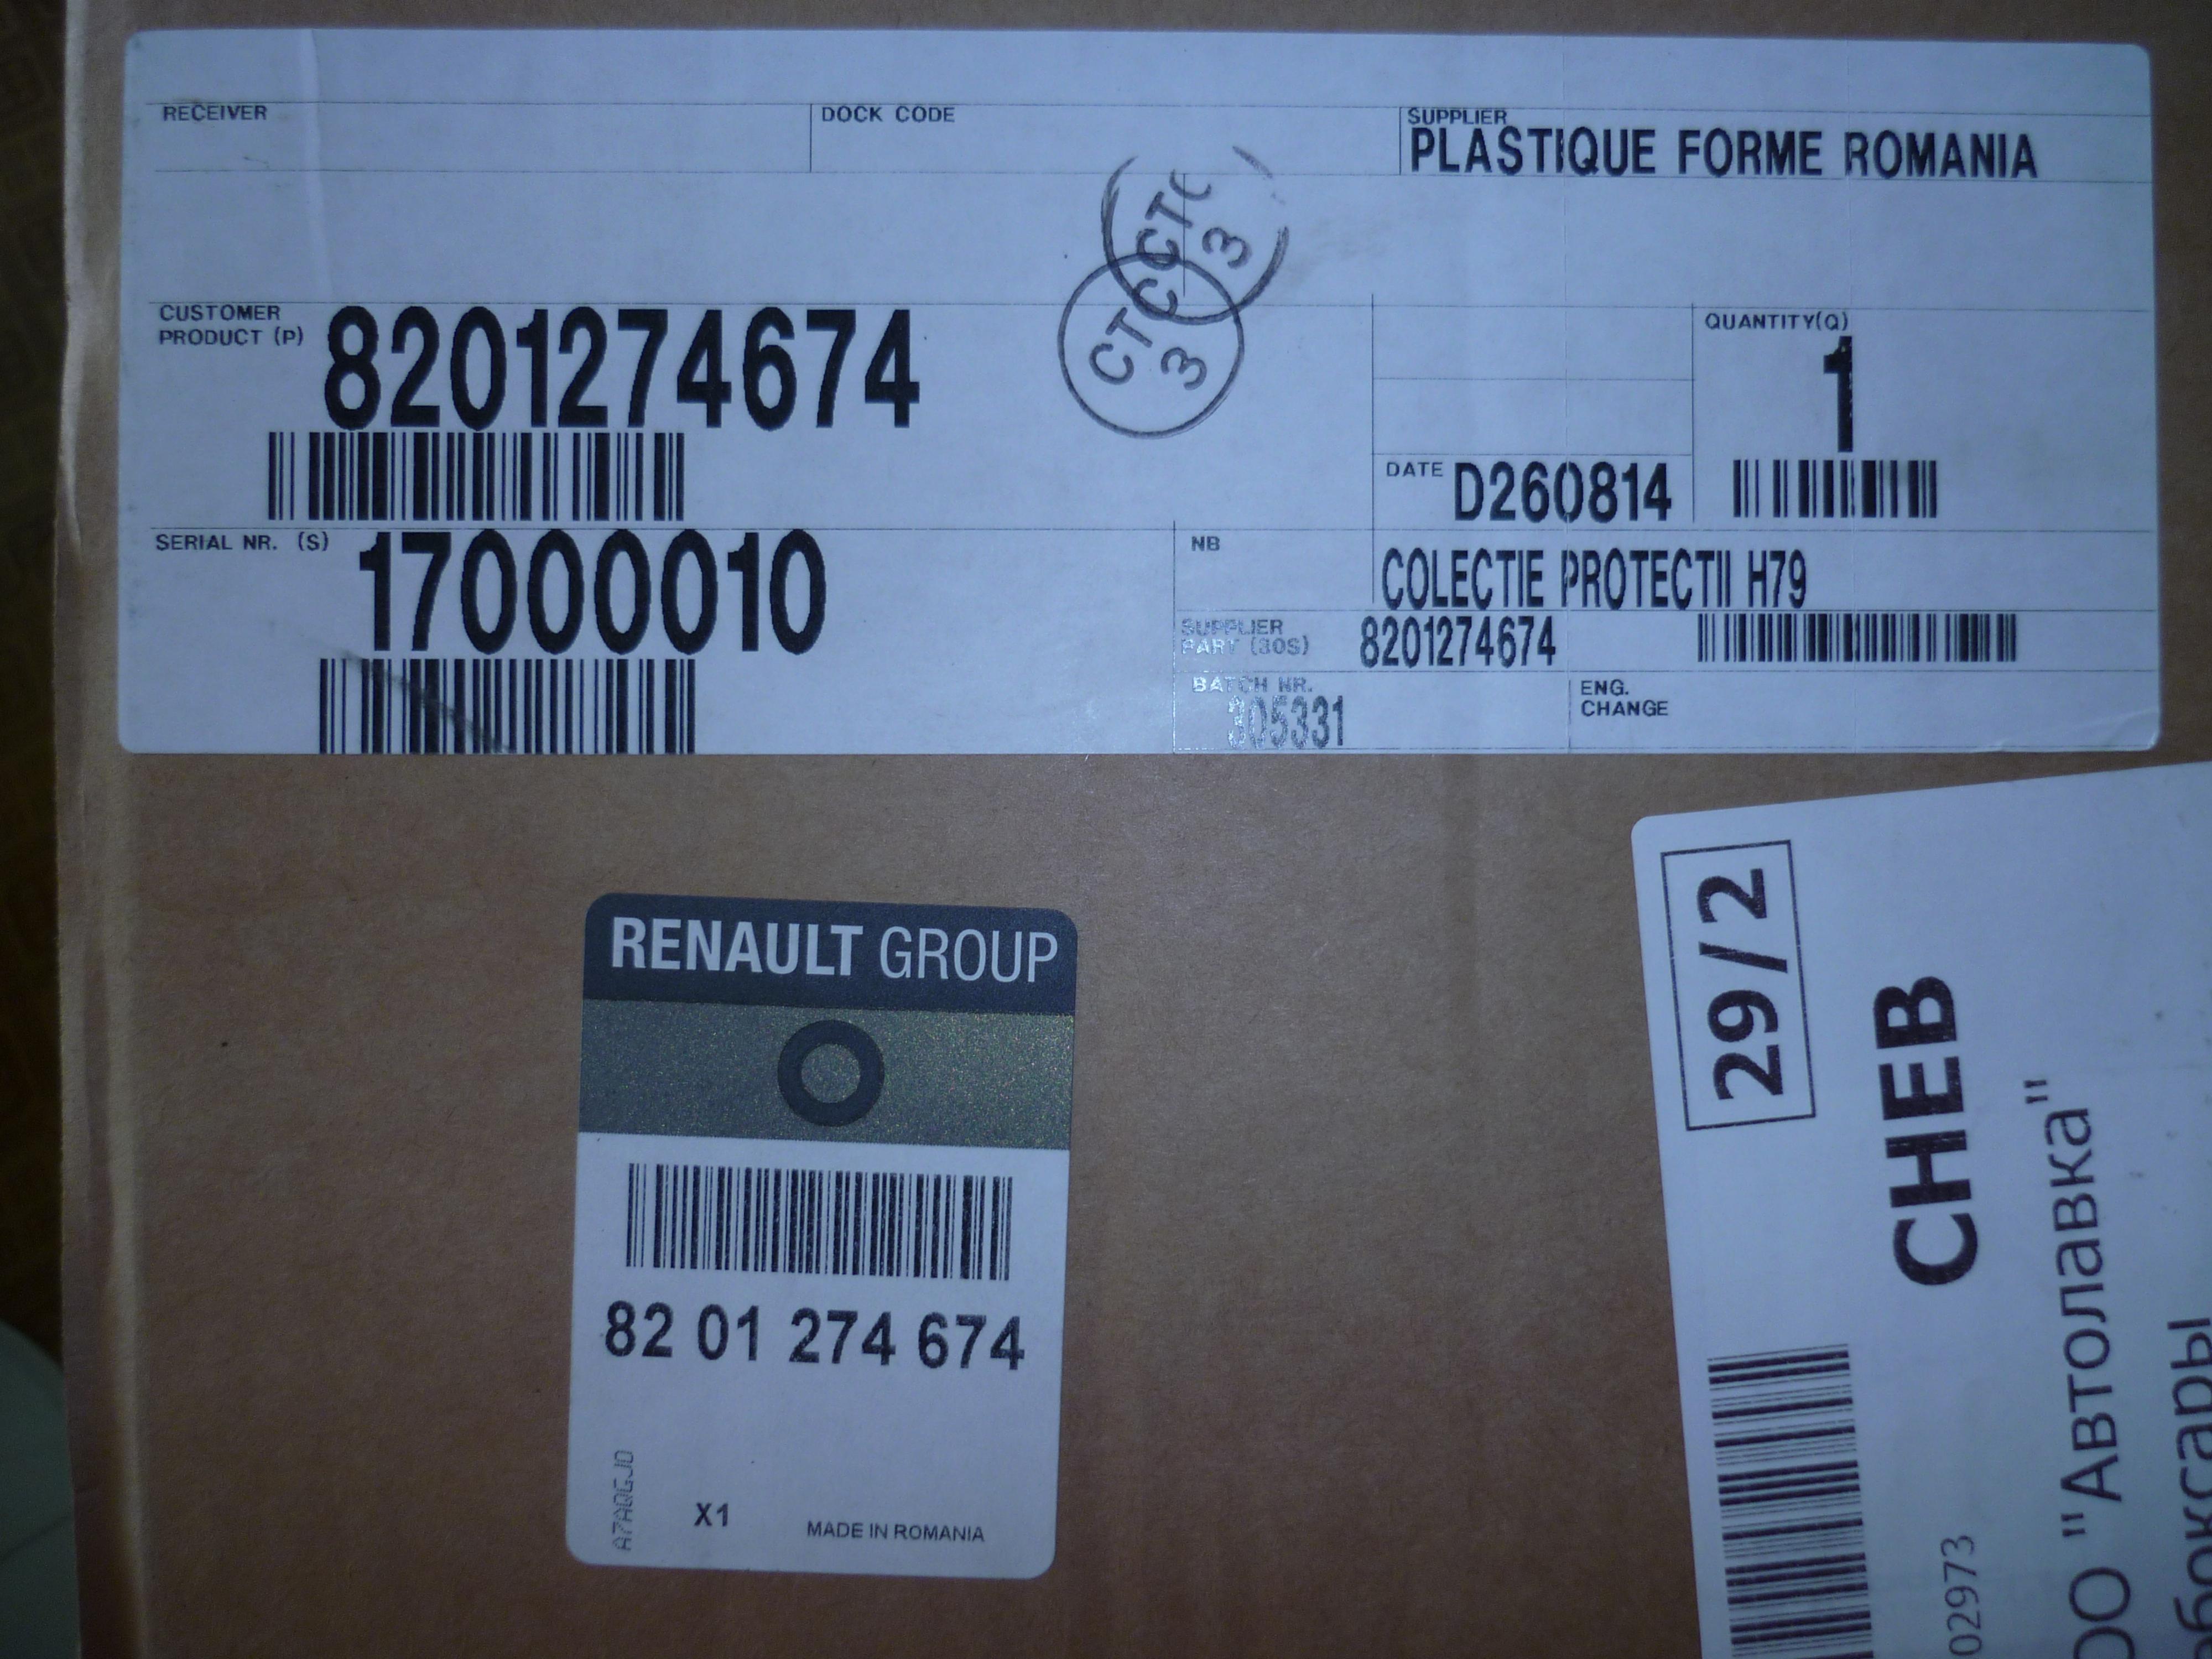 RECEIVER
DOCK CODE
SUPPLIER
PLASTIQUE FORME ROMANIA
CTC
3
CTC
3
CUSTOMER
PRODUCT (P)
8201274674
QUANTITY(Q)
1
DATE D260814
SERIAL NR. (S)
17000010
NB
COLECTIE PROTECTII H79
SUPPLIER
PART (30S)
8201274674
BATCH NR.
305331
ENG.
CHANGE
RENAULT GROUP
82 01 274 674
A7AQGJO
X1
MADE IN ROMANIA
29/2
CHEB
02973
ОО "Автолавка"
боксары